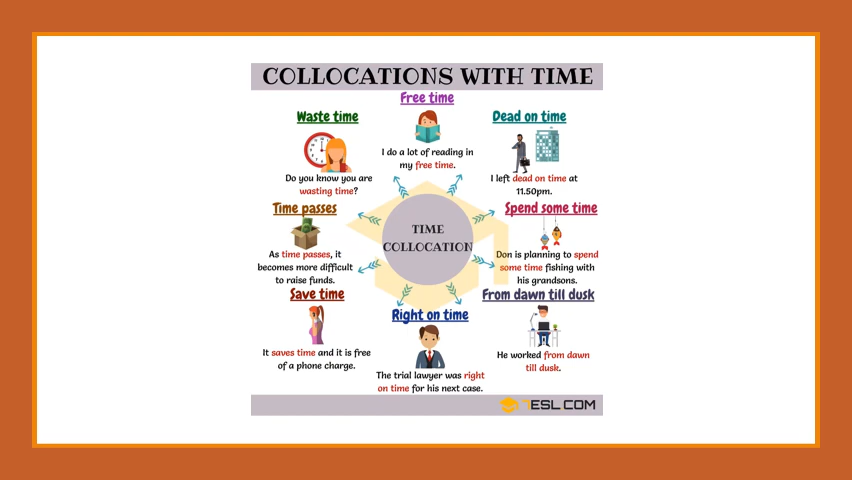 COLLOCATIONS WITH TIME
Free time
I do a lot of reading in
my free time.
Waste time
Do you know you are
wasting time?
Dead on time
I left dead on time at
11.50pm.
Time passes
As time passes, it
becomes more difficult
to raise funds.
TIME
COLLOCATION
Spend some time
Don is planning to spend
some time fishing with
his grandsons.
Save time
It saves time and it is free
of a phone charge.
Right on time
The trial lawyer was right
on time for his next case.
From dawn till dusk
He worked from dawn
till dusk.
7ESL.COM